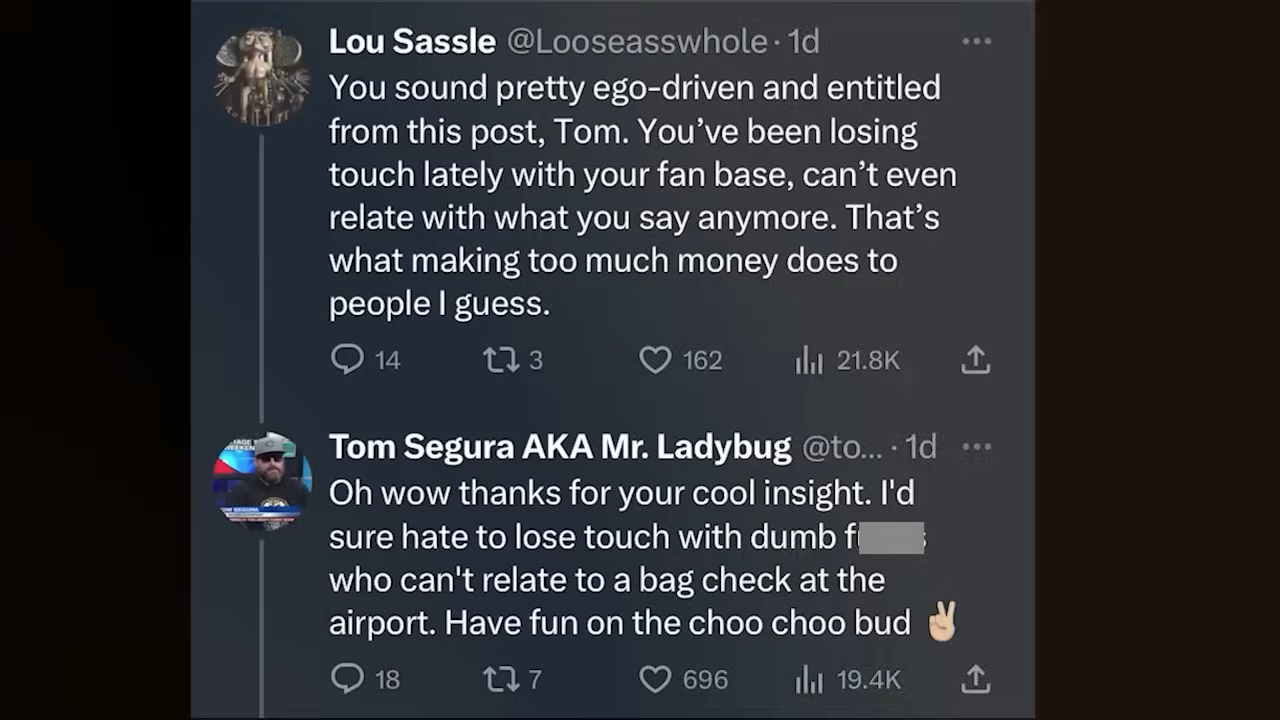 Lou Sassle @Looseasswhole · 1d
You sound pretty ego-driven and entitled
from this post, Tom. You’ve been losing
touch lately with your fan base, can’t even
relate with what you say anymore. That’s
what making too much money does to
people I guess.
14 3 162 21.8K
Tom Segura AKA Mr. Ladybug @to... · 1d
Oh wow thanks for your cool insight. I'd
sure hate to lose touch with dumb
who can't relate to a bag check at the
airport. Have fun on the choo choo bud ✌🏼
18 7 696 19.4K